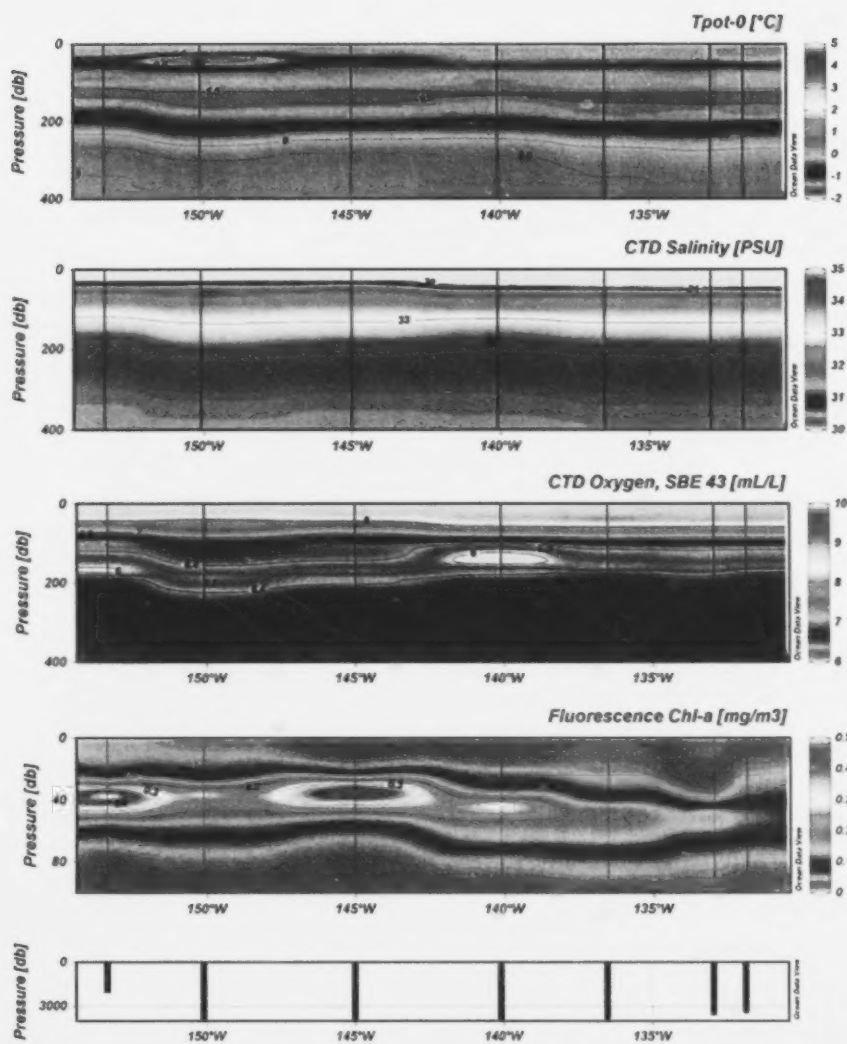 Tpot-0 [°C]
Pressure [db]
0
200
400
150°W
145°W
140°W
135°W
5
4
3
2
1
0
-1
-2
Ocean Data View
CTD Salinity [PSU]
Pressure [db]
0
200
400
33
150°W
145°W
140°W
135°W
35
34
33
32
31
30
Ocean Data View
CTD Oxygen, SBE 43 [mL/L]
Pressure [db]
0
200
400
150°W
145°W
140°W
135°W
10
9
8
7
6
Ocean Data View
Fluorescence Chl-a [mg/m3]
Pressure [db]
0
40
80
150°W
145°W
140°W
135°W
Ocean Data View
Pressure [db]
0
3000
150°W
145°W
140°W
135°W
Ocean Data View